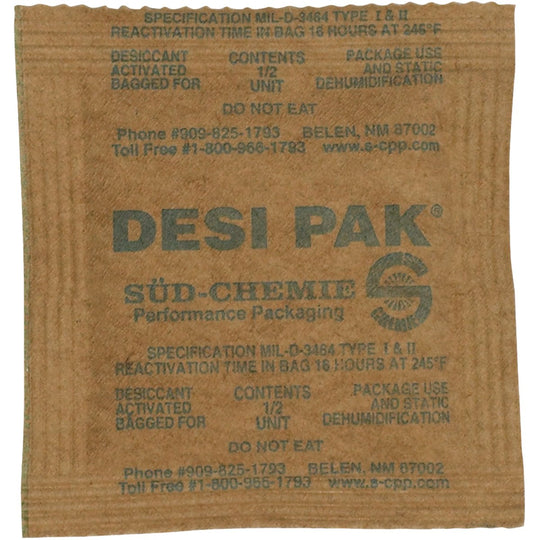 SPECIFICATION MIL-D-3464 TYPE I & II
REACTIVATION TIME IN BAG 16 HOURS AT 245°F
DESICCANT CONTENTS PACKAGE USE
ACTIVATED 1/2 AND STATIC
BAGGED FOR UNIT DEHUMIDIFICATION
DO NOT EAT
Phone #909-825-1793 BELEN, NM 87002
Toll Free #1-800-966-1793 www.s-cpp.com
DESI PAK®
SÜD-CHEMIE
Performance Packaging
S
CHEMIE
SPECIFICATION MIL-D-3464 TYPE I & II
REACTIVATION TIME IN BAG 16 HOURS AT 245°F
DESICCANT CONTENTS PACKAGE USE
ACTIVATED 1/2 AND STATIC
BAGGED FOR UNIT DEHUMIDIFICATION
DO NOT EAT
Phone #909-825-1793 BELEN, NM 87002
Toll Free #1-800-966-1793 www.s-cpp.com